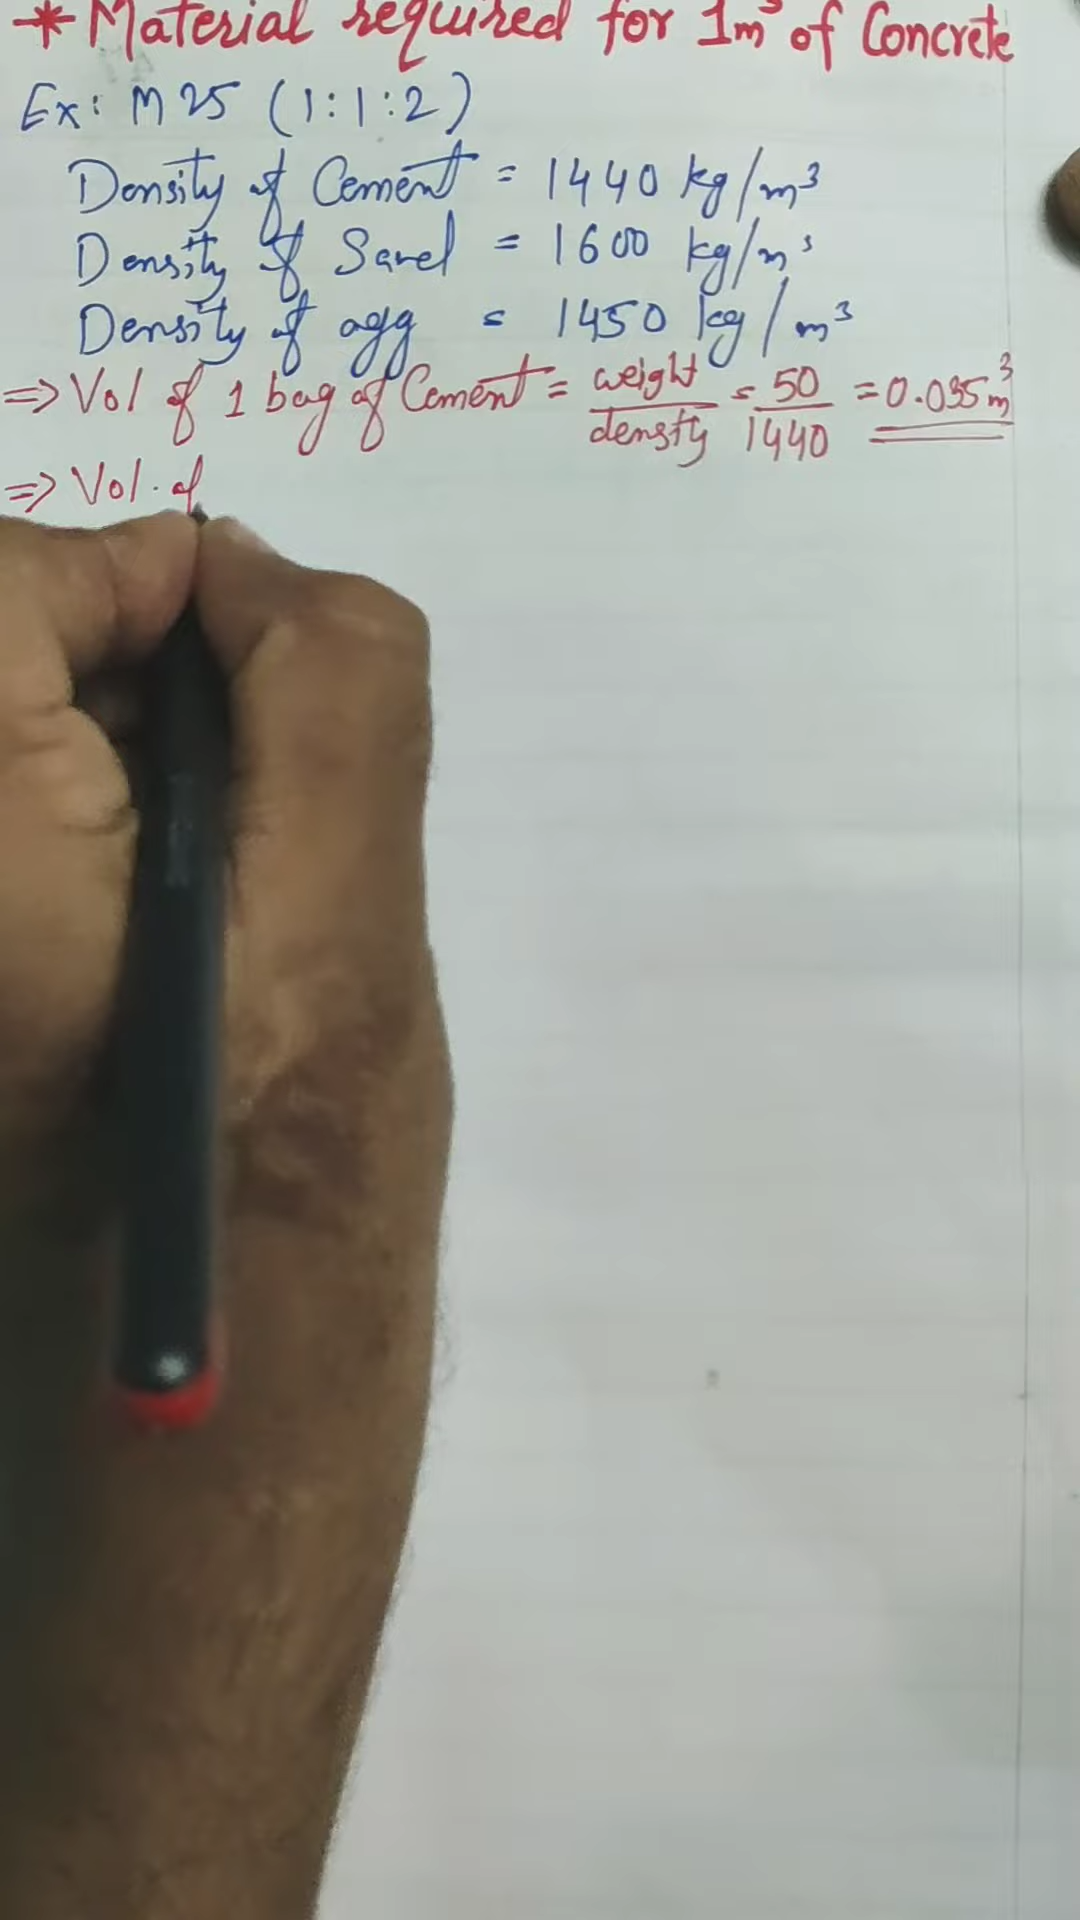 * Material required for 1m³ of Concrete
Ex: M25 (1:1:2)
Density of Cement = 1440 kg/m³
Density of Sand = 1600 kg/m³
Density of agg = 1450 kg/m³
=> Vol of 1 bag of Cement = weight/density = 50/1440 = 0.035m³
=> Vol. of